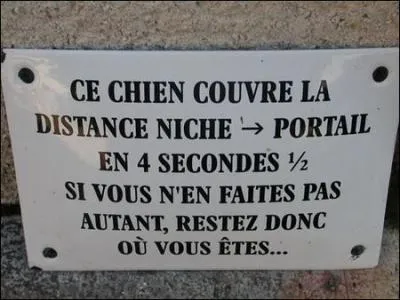 CE CHIEN COUVRE LA
DISTANCE NICHE → PORTAIL
EN 4 SECONDES ½
SI VOUS N'EN FAITES PAS
AUTANT, RESTEZ DONC
OÙ VOUS ÊTES...